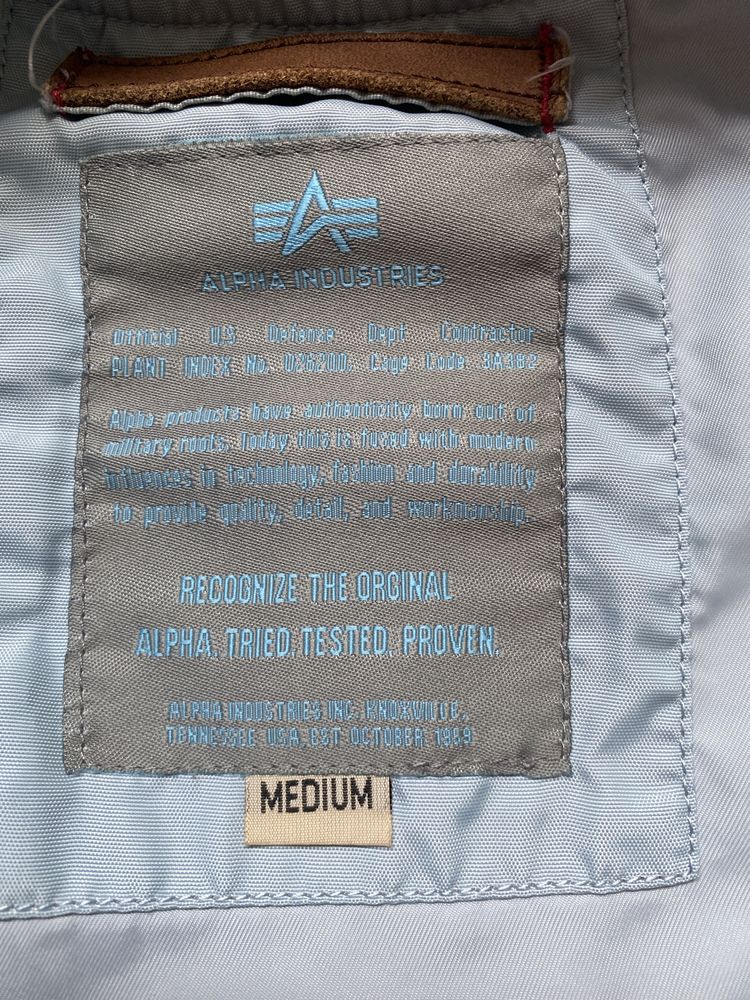 ALPHA INDUSTRIES
Official U.S. Defense Dept Contractor
PLANT INDEX No. 026200. Cage Code 3A382
Alpha products have authenticity born out of
military roots. Today this is fused with modern
influences in technology, fashion and durability
to provide quility, detail, and workmanship.
RECOGNIZE THE ORGINAL
ALPHA. TRIED. TESTED. PROVEN.
ALPHA INDUSTRIES INC. KNOXVILLE,
TENNESSEE USA, EST OCTOBER 1959
MEDIUM